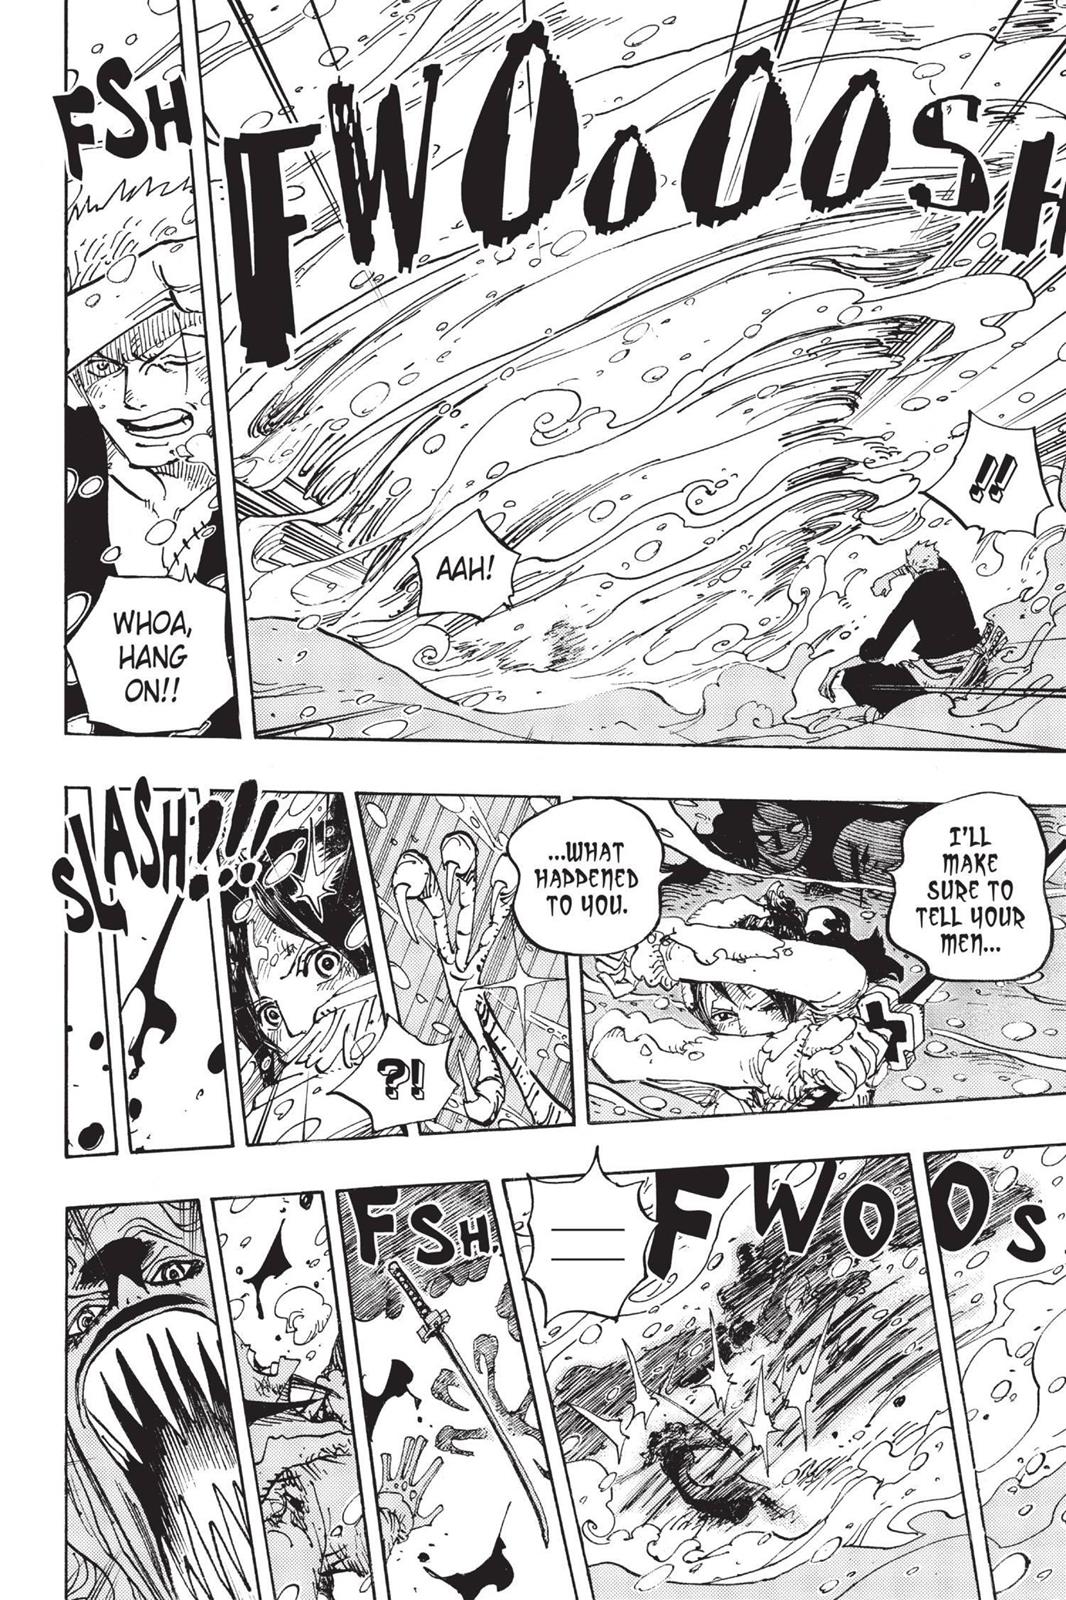 FWOOOOSH
FSH
!!
AAH!
WHOA,
HANG
ON!!
I'LL
MAKE
SURE TO
TELL YOUR
MEN...
...WHAT
HAPPENED
TO YOU.
?!
SLASH!!!
FWOOS
FSH.